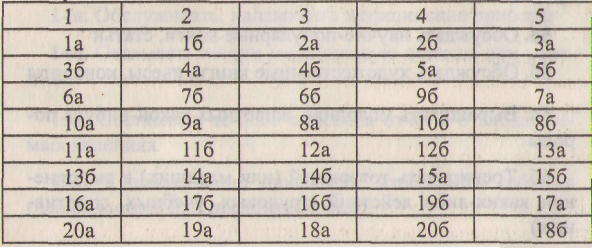 2 3 4 5
1а 1б 2а 2б 3а
3б 4а 4б 5а 5б
6а 7б 6б 9б 7а
10а 9а 8а 10б 8б
11а 11б 12а 12б 13а
13б 14а 14б 15а 15б
16а 17б 16б 19б 17а
20а 19а 18а 20б 18б